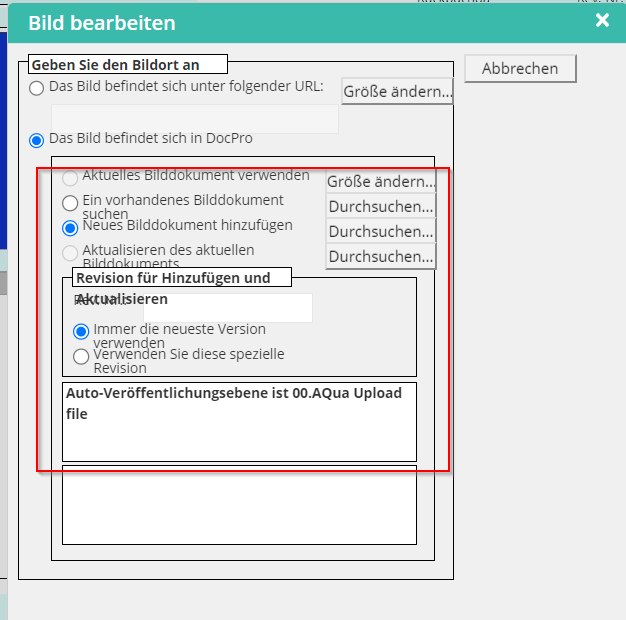 Bild bearbeiten
Geben Sie den Bildort an
Abbrechen
Das Bild befindet sich unter folgender URL:
Größe ändern...
Das Bild befindet sich in DocPro
Aktuelles Bilddokument verwenden
Größe ändern...
Ein vorhandenes Bilddokument
suchen
Durchsuchen...
Neues Bilddokument hinzufügen
Durchsuchen...
Aktualisieren des aktuellen
Bilddokuments
Durchsuchen...
Revision für Hinzufügen und
Aktualisieren
Rev. Nr.:
Immer die neueste Version
verwenden
Verwenden Sie diese spezielle
Revision
Auto-Veröffentlichungsebene ist 00.AQua Upload
file